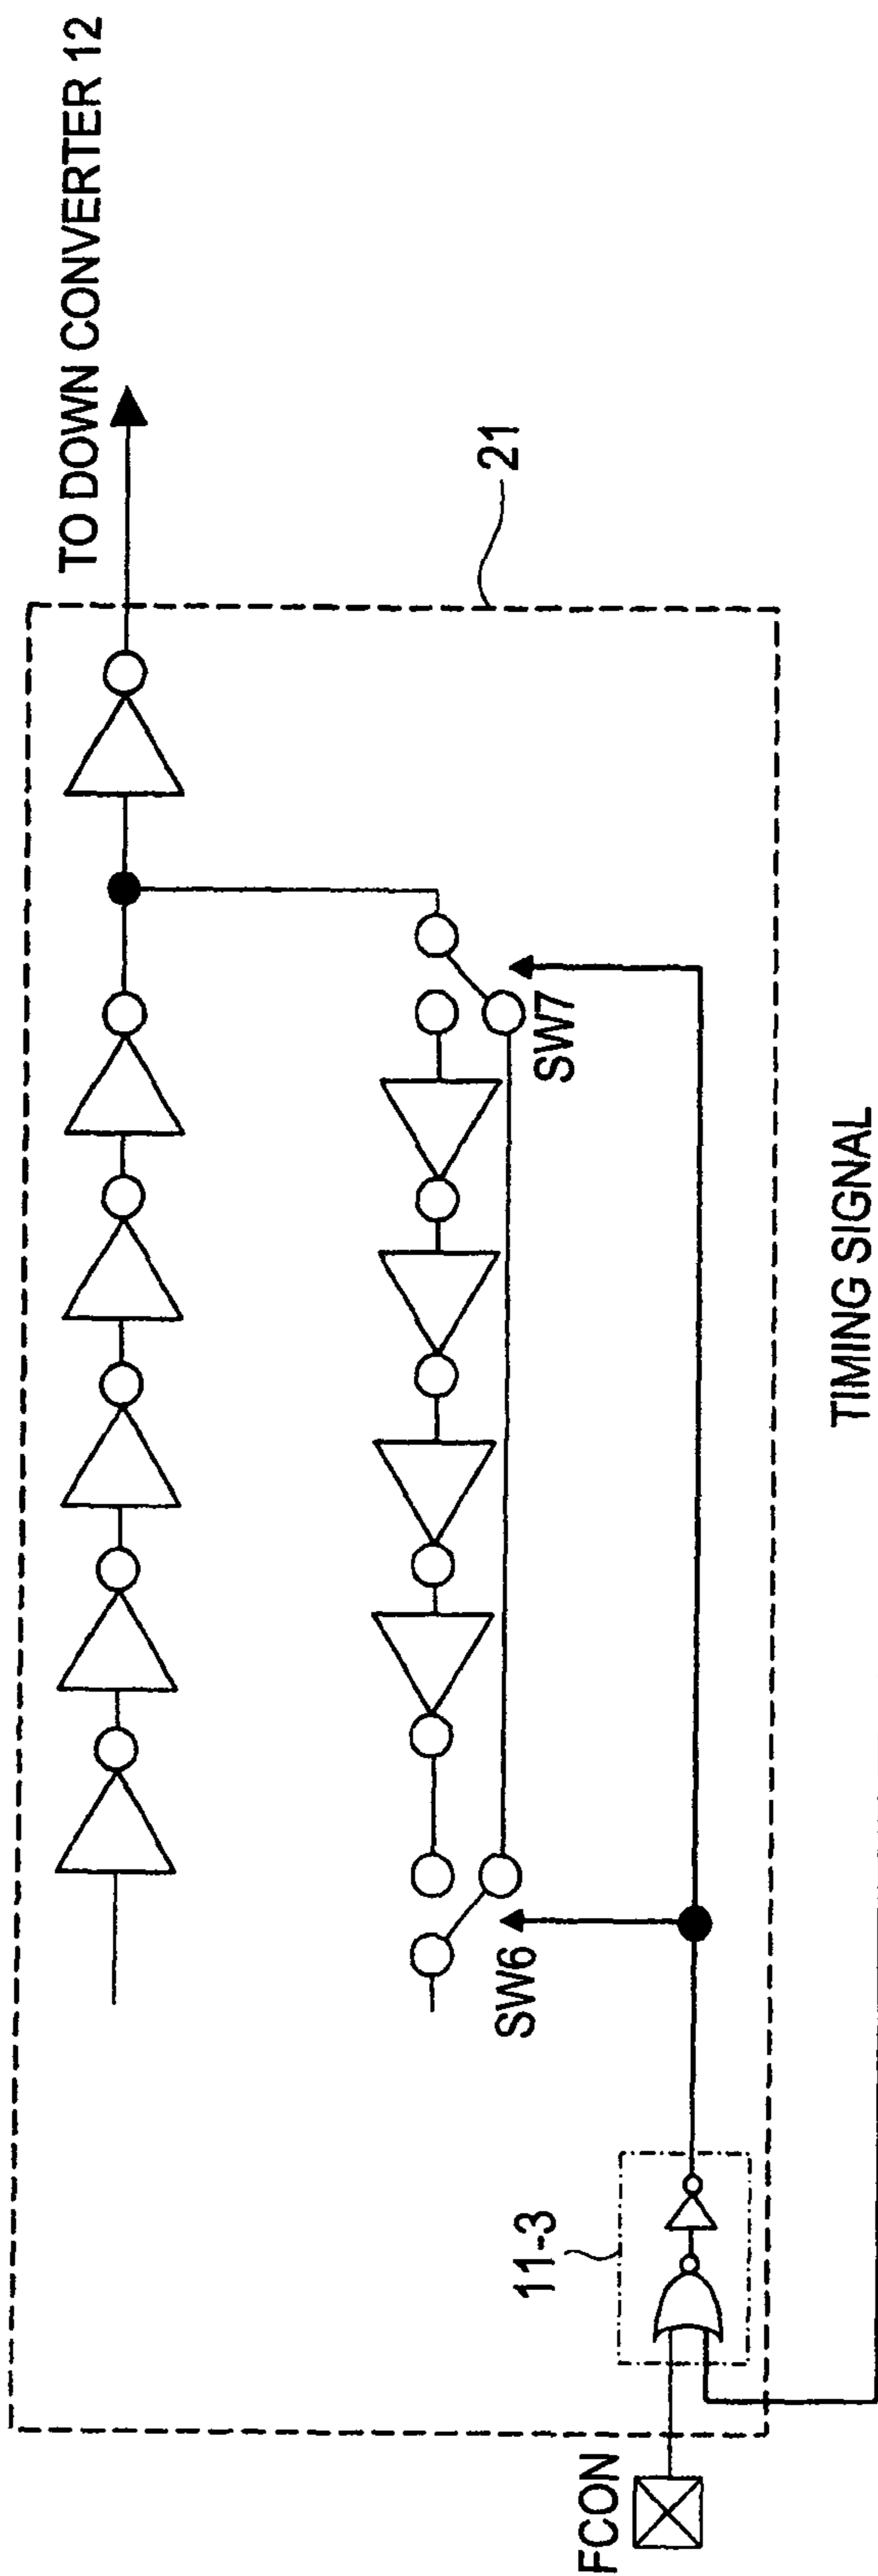 TO DOWN CONVERTER 12
21
SW7
SW6
11-3
FCON
TIMING SIGNAL